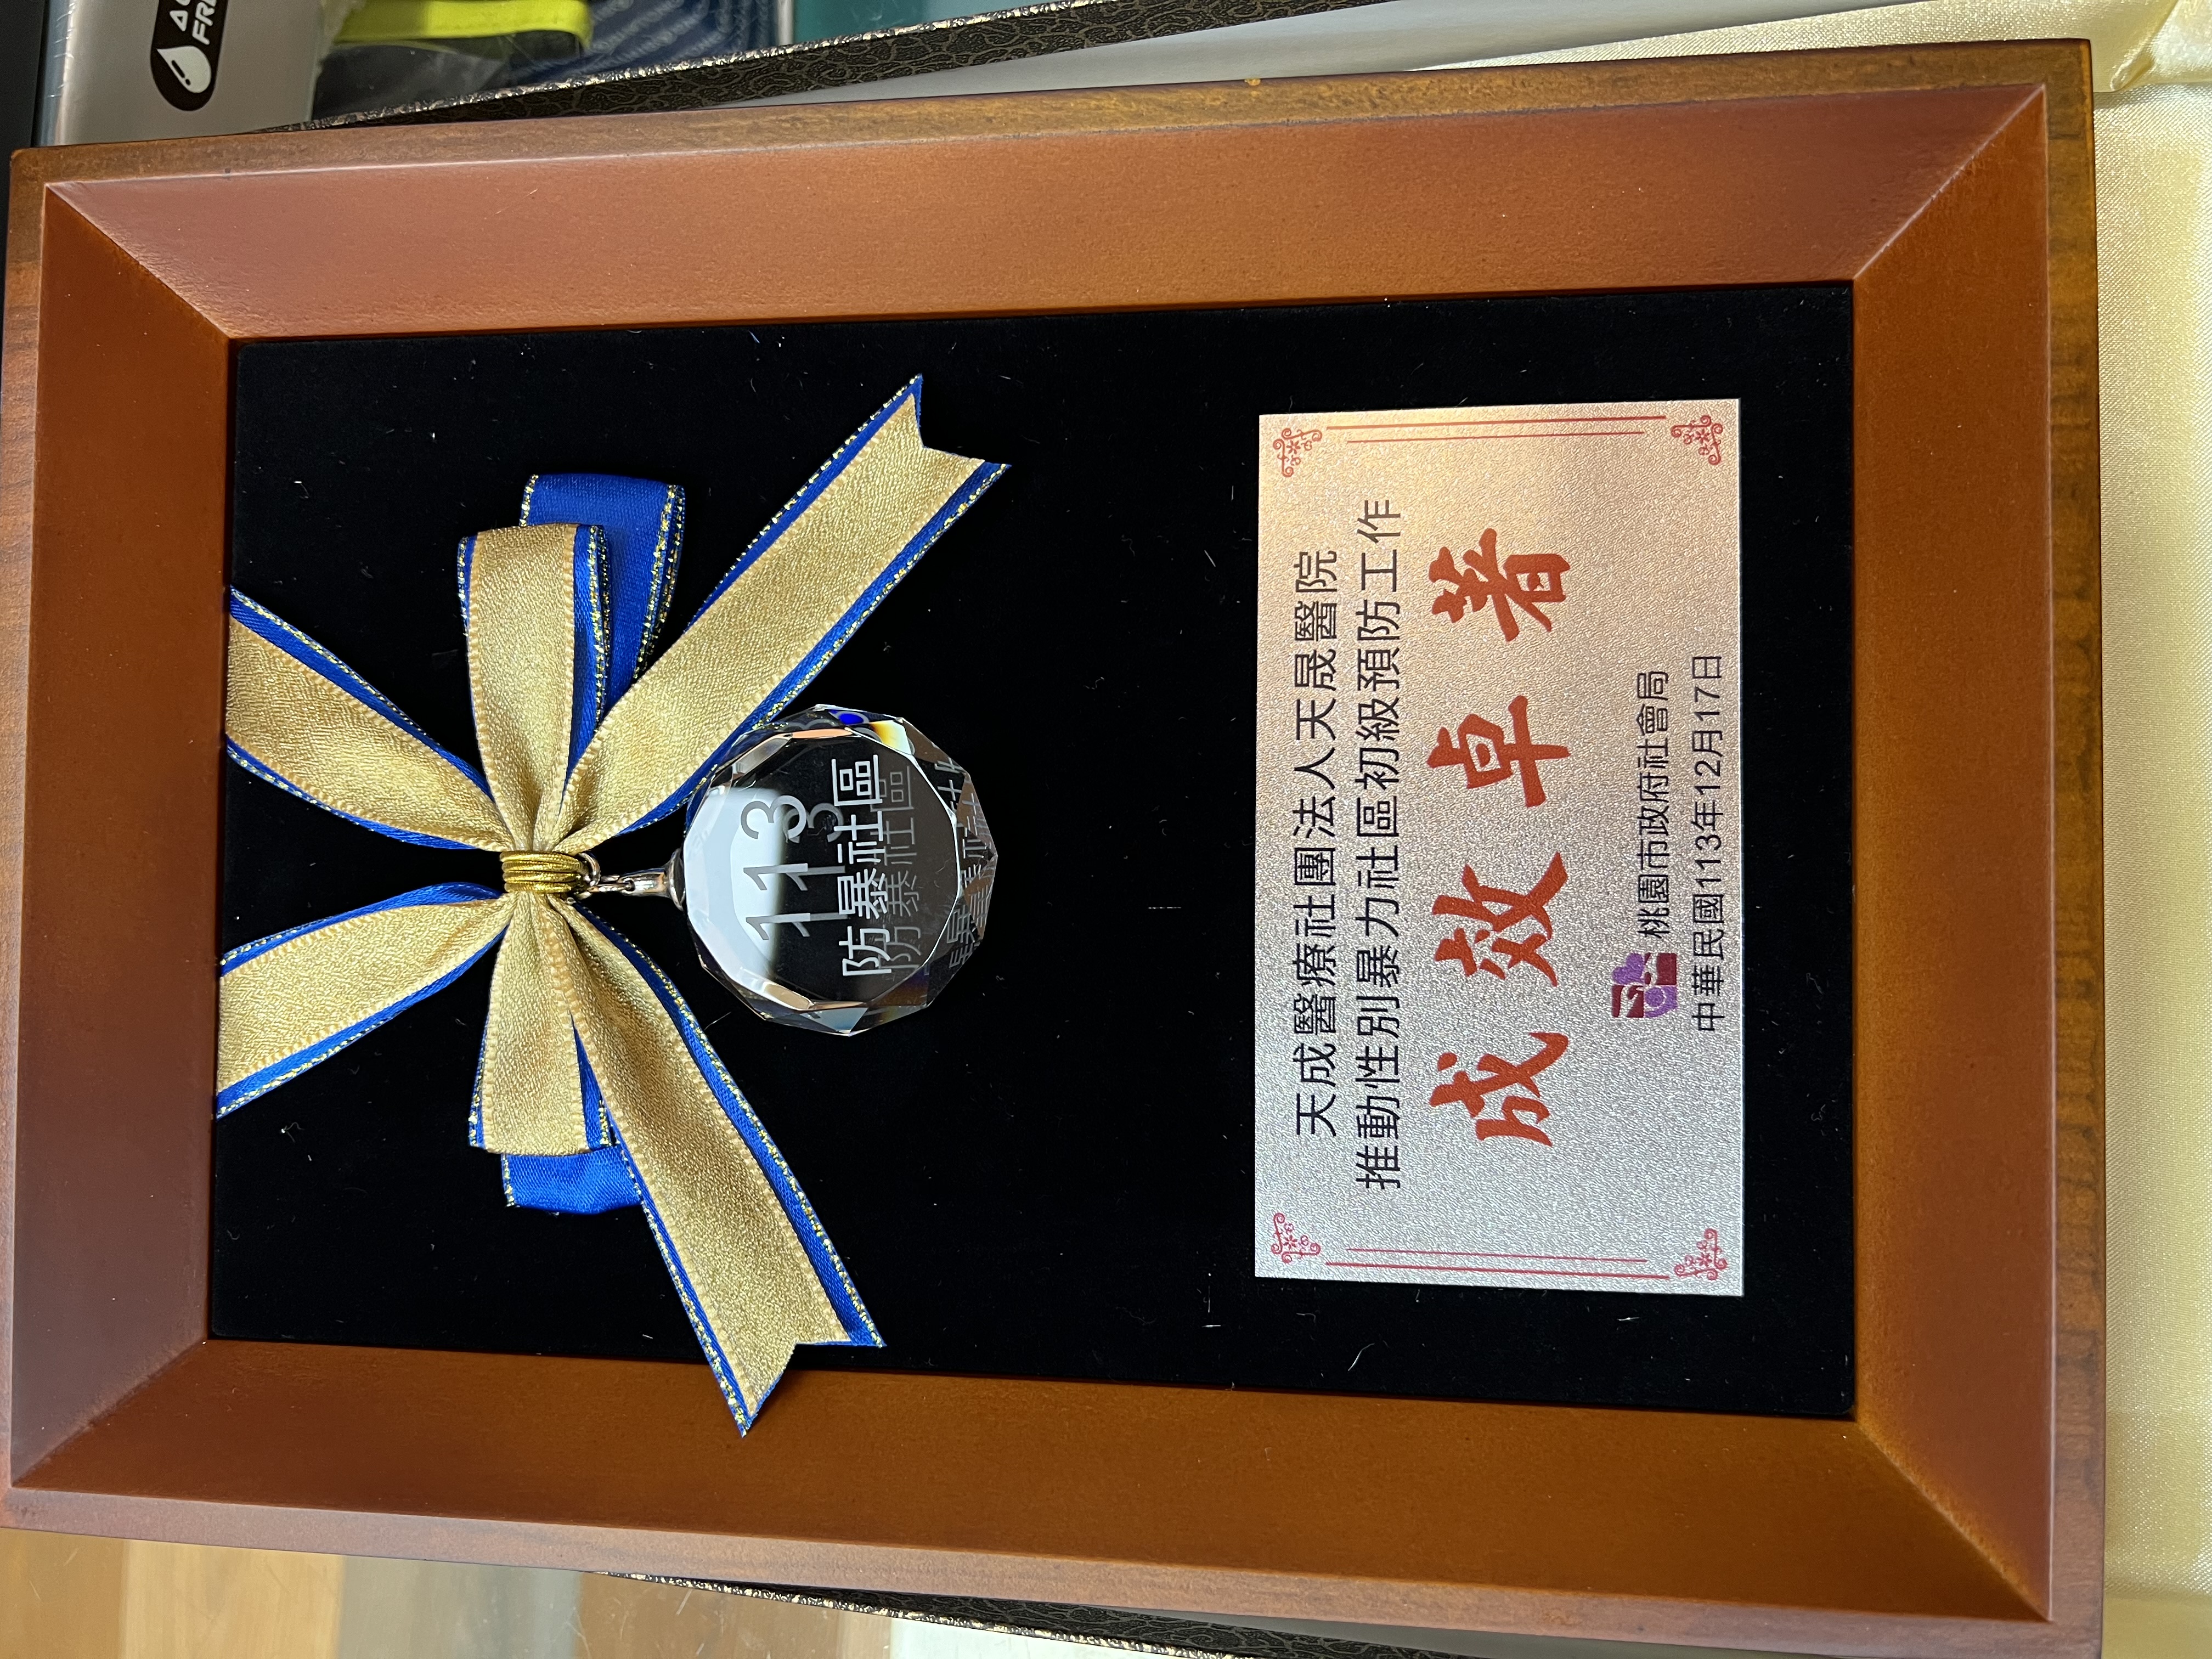 113
防暴社區
天成醫療社團法人天晟醫院
推動性別暴力社區初級預防工作
成效卓著
桃園市政府社會局
中華民國113年12月17日